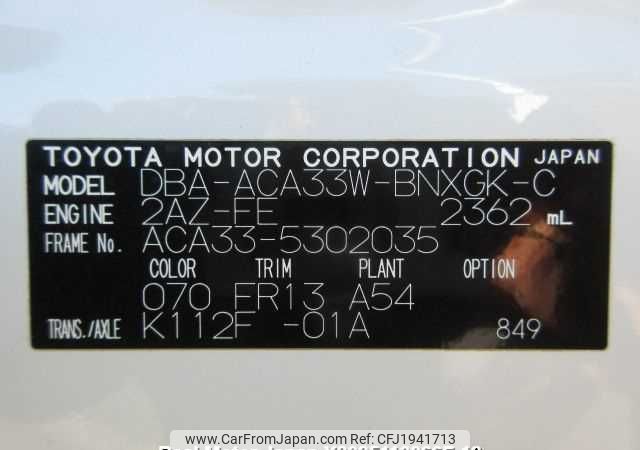 TOYOTA MOTOR CORPORATION JAPAN
MODEL DBA-ACA33W-BNXGK-C
ENGINE 2AZ-FE 2362 mL
FRAME No. ACA33-5302035
COLOR TRIM PLANT OPTION
070 FR13 A54
TRANS./AXLE K112F -01A 849
www.CarFromJapan.com Ref: CFJ1941713